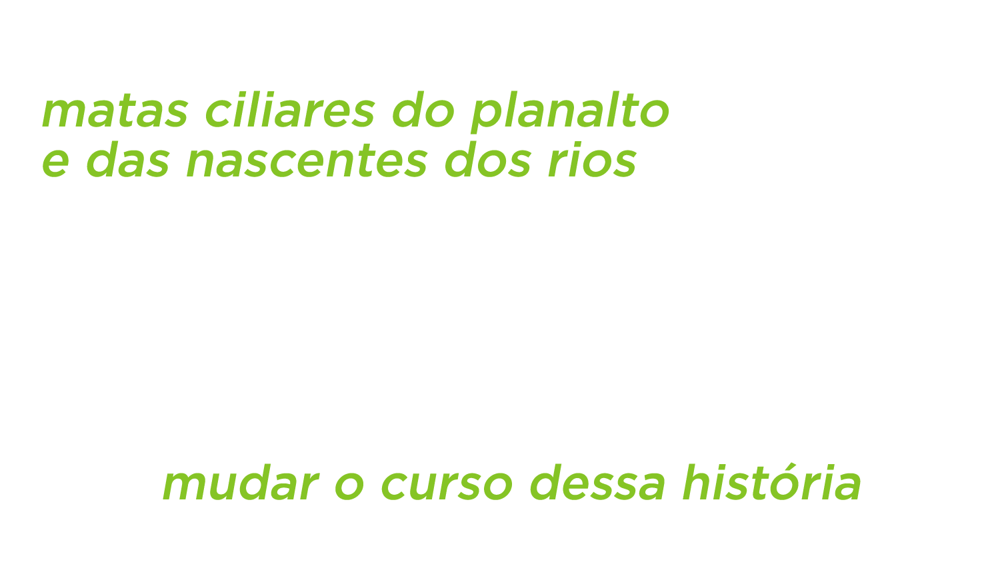 matas ciliares do planalto
e das nascentes dos rios
mudar o curso dessa história